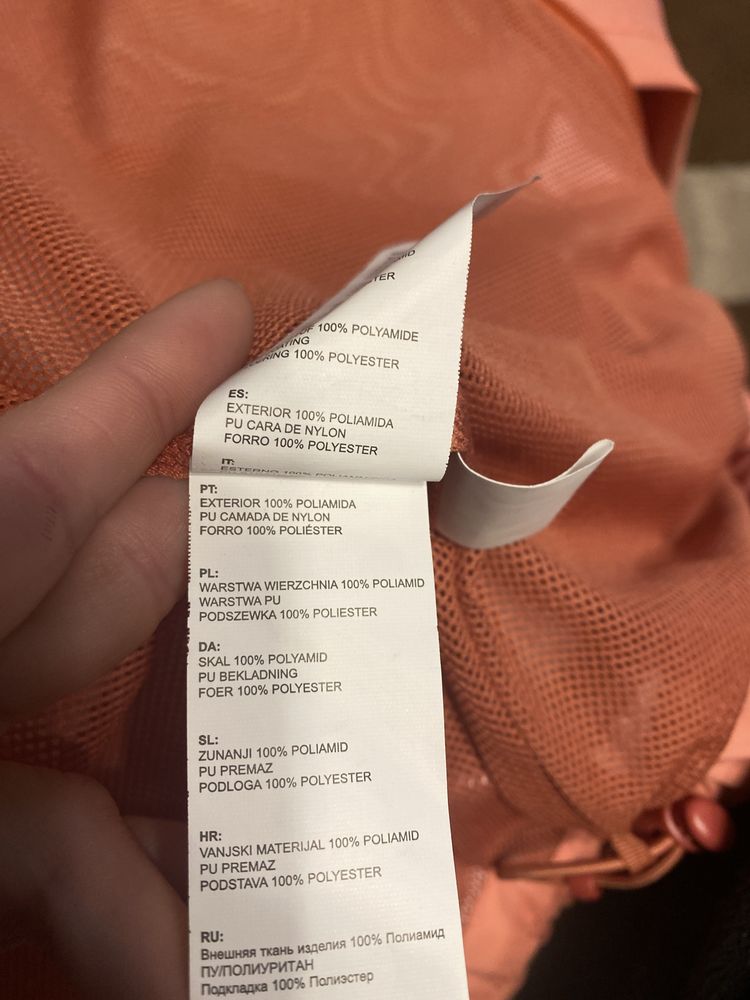 100% POLYAMIDE
100% POLYESTER
ES:
EXTERIOR 100% POLIAMIDA
PU CARA DE NYLON
FORRO 100% POLYESTER
IT:
PT:
EXTERIOR 100% POLIAMIDA
PU CAMADA DE NYLON
FORRO 100% POLIÉSTER
PL:
WARSTWA WIERZCHNIA 100% POLIAMID
WARSTWA PU
PODSZEWKA 100% POLIESTER
DA:
SKAL 100% POLYAMID
PU BEKLADNING
FOER 100% POLYESTER
SL:
ZUNANJI 100% POLIAMID
PU PREMAZ
PODLOGA 100% POLYESTER
HR:
VANJSKI MATERIJAL 100% POLIAMID
PU PREMAZ
PODSTAVA 100% POLYESTER
RU:
Внешняя ткань изделия 100% Полиамид
ПУ/ПОЛИУРИТАН
Подкладка 100% Полиэстер